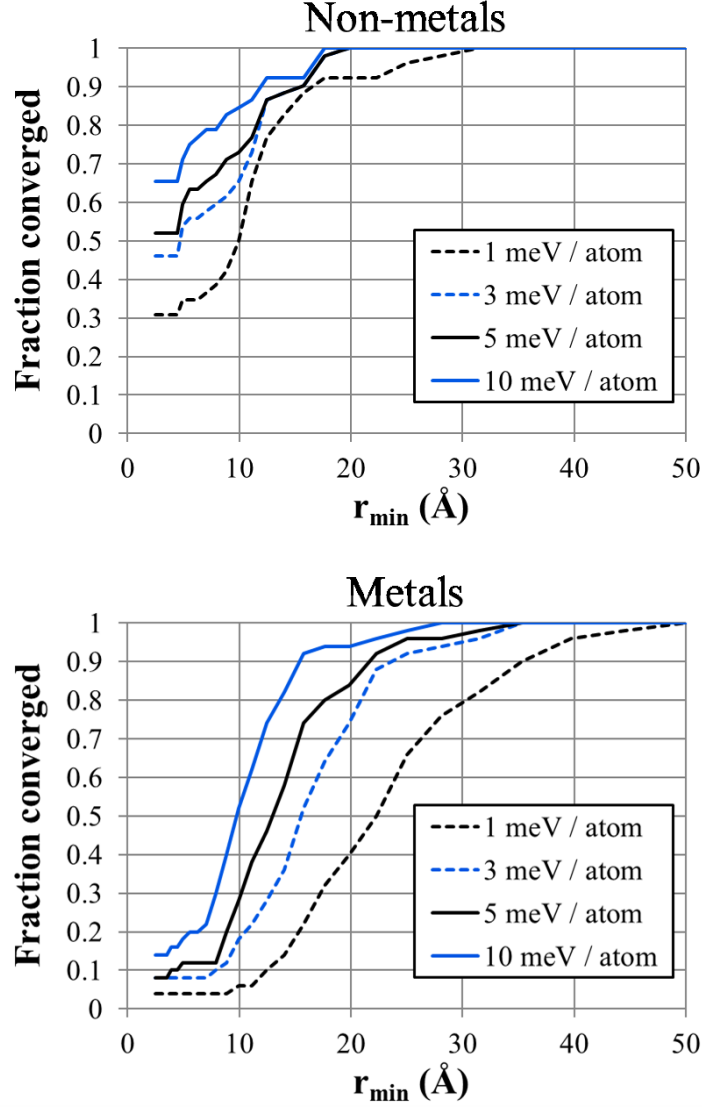 Non-metals
1
0.9
0.8
0.7
0.6
0.5
0.4
0.3
0.2
0.1
0
Fraction converged
1 meV / atom
3 meV / atom
5 meV / atom
10 meV / atom
0 10 20 30 40 50
r_min (Å)
Metals
1
0.9
0.8
0.7
0.6
0.5
0.4
0.3
0.2
0.1
0
Fraction converged
1 meV / atom
3 meV / atom
5 meV / atom
10 meV / atom
0 10 20 30 40 50
r_min (Å)